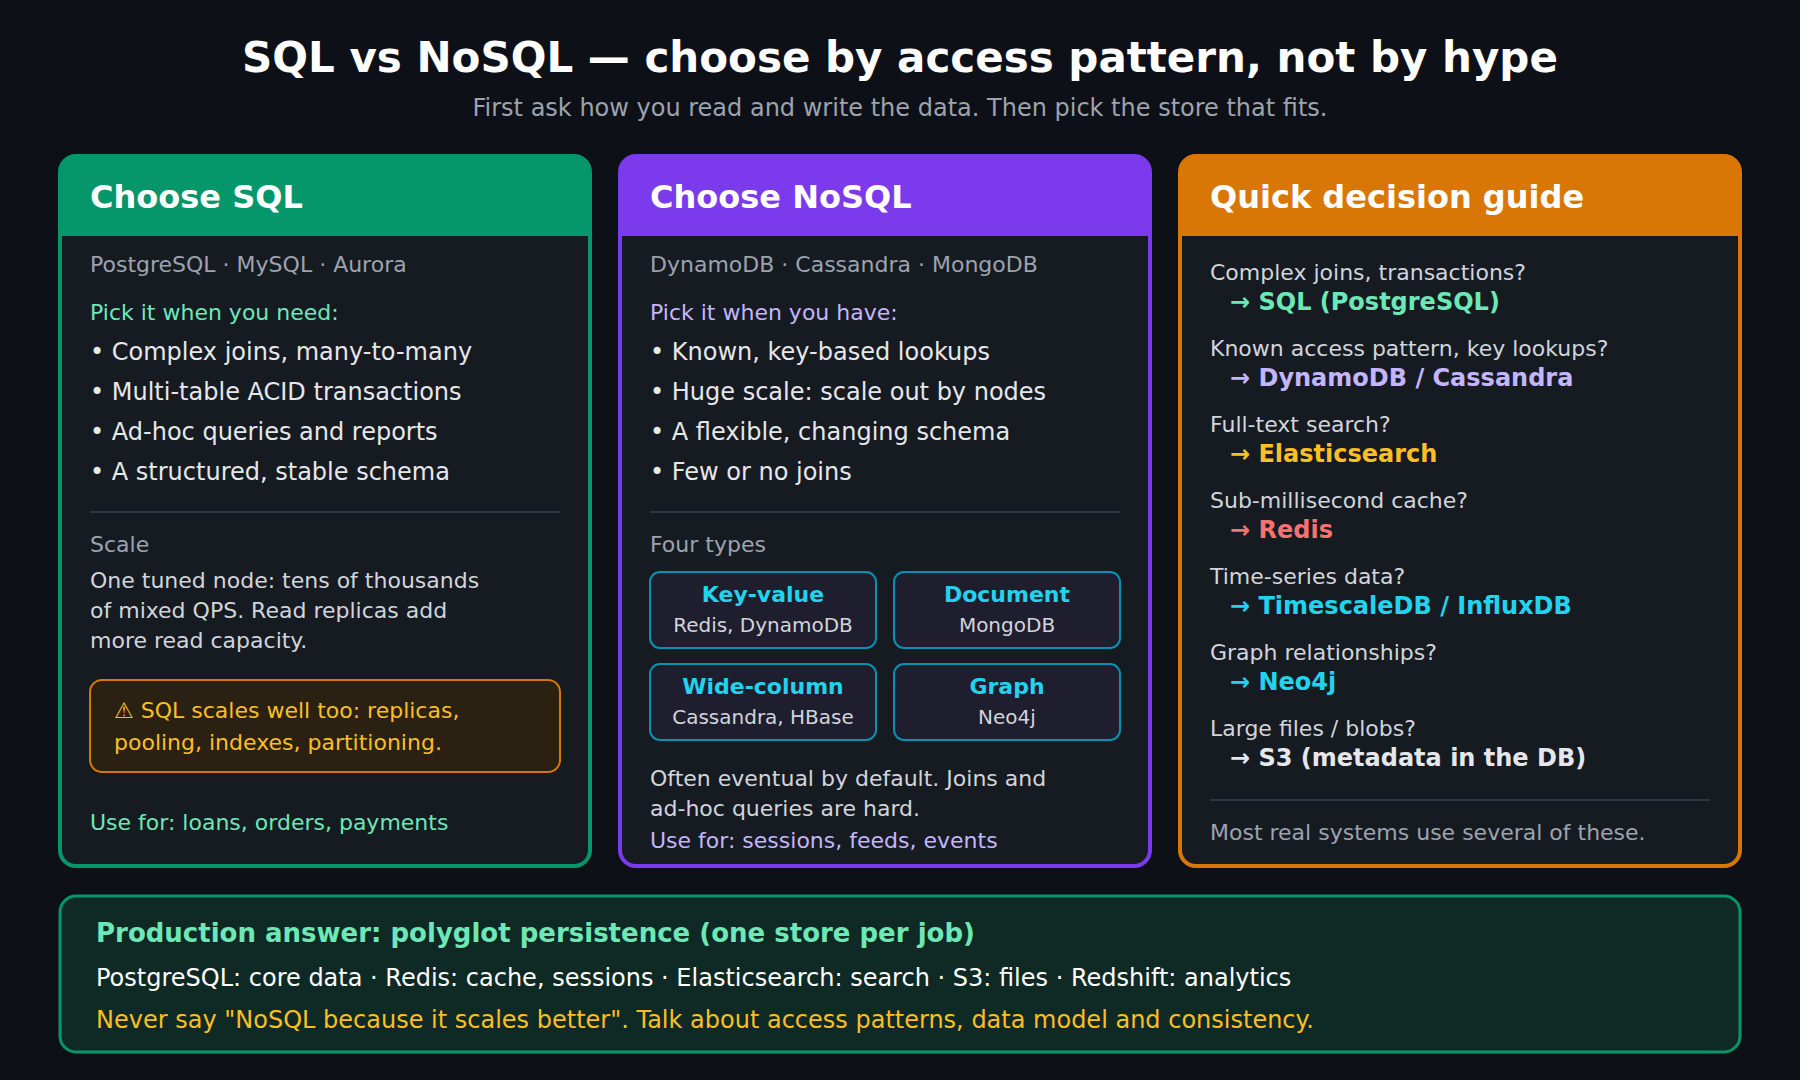 SQL vs NoSQL — choose by access pattern, not by hype
First ask how you read and write the data. Then pick the store that fits.
Choose SQL
PostgreSQL · MySQL · Aurora
Pick it when you need:
• Complex joins, many-to-many
• Multi-table ACID transactions
• Ad-hoc queries and reports
• A structured, stable schema
Scale
One tuned node: tens of thousands
of mixed QPS. Read replicas add
more read capacity.
⚠ SQL scales well too: replicas,
pooling, indexes, partitioning.
Use for: loans, orders, payments
Choose NoSQL
DynamoDB · Cassandra · MongoDB
Pick it when you have:
• Known, key-based lookups
• Huge scale: scale out by nodes
• A flexible, changing schema
• Few or no joins
Four types
Key-value
Redis, DynamoDB
Document
MongoDB
Wide-column
Cassandra, HBase
Graph
Neo4j
Often eventual by default. Joins and
ad-hoc queries are hard.
Use for: sessions, feeds, events
Quick decision guide
Complex joins, transactions?
→ SQL (PostgreSQL)
Known access pattern, key lookups?
→ DynamoDB / Cassandra
Full-text search?
→ Elasticsearch
Sub-millisecond cache?
→ Redis
Time-series data?
→ TimescaleDB / InfluxDB
Graph relationships?
→ Neo4j
Large files / blobs?
→ S3 (metadata in the DB)
Most real systems use several of these.
Production answer: polyglot persistence (one store per job)
PostgreSQL: core data · Redis: cache, sessions · Elasticsearch: search · S3: files · Redshift: analytics
Never say "NoSQL because it scales better". Talk about access patterns, data model and consistency.